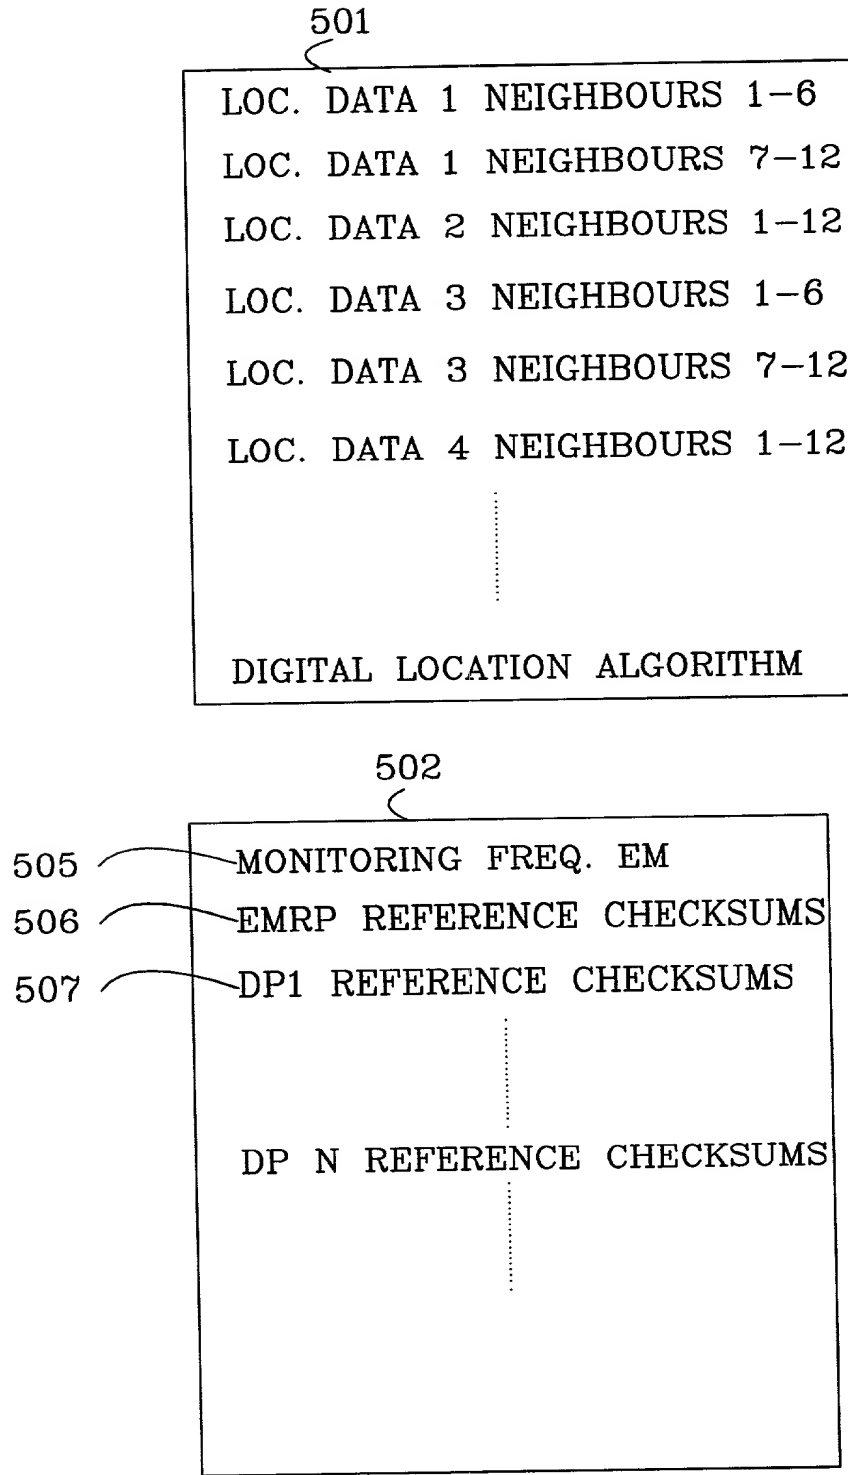 501
LOC. DATA 1 NEIGHBOURS 1-6
LOC. DATA 1 NEIGHBOURS 7-12
LOC. DATA 2 NEIGHBOURS 1-12
LOC. DATA 3 NEIGHBOURS 1-6
LOC. DATA 3 NEIGHBOURS 7-12
LOC. DATA 4 NEIGHBOURS 1-12
DIGITAL LOCATION ALGORITHM
502
505 MONITORING FREQ. EM
506 EMRP REFERENCE CHECKSUMS
507 DP1 REFERENCE CHECKSUMS
DP N REFERENCE CHECKSUMS